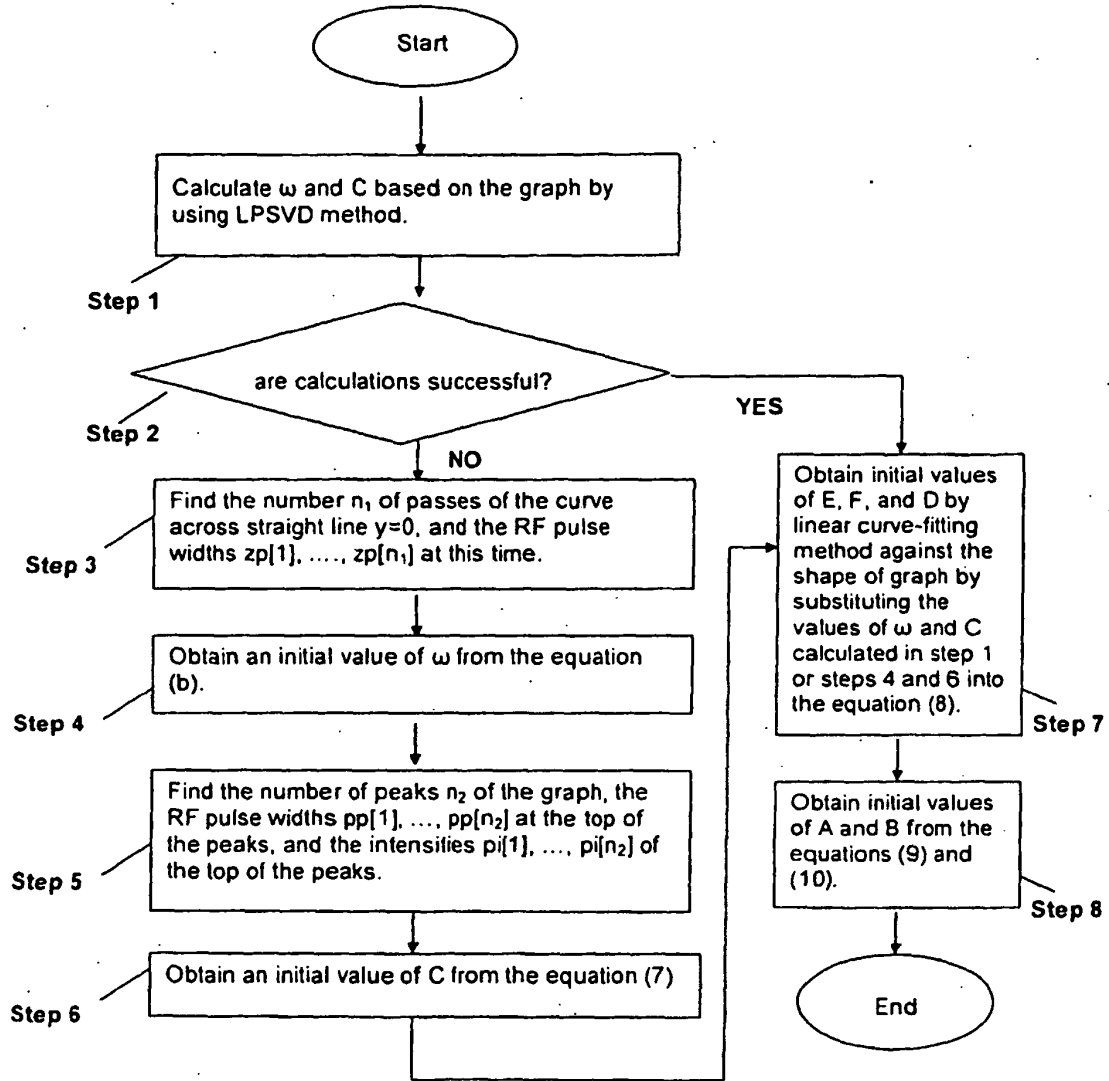 Start
Calculate ω and C based on the graph by
using LPSVD method.
Step 1
are calculations successful?
Step 2
YES
NO
Find the number n₁ of passes of the curve
across straight line y=0, and the RF pulse
widths zp[1], ...., zp[n₁] at this time.
Step 3
Obtain an initial value of ω from the equation
(b).
Step 4
Find the number of peaks n₂ of the graph, the
RF pulse widths pp[1], ..., pp[n₂] at the top of
the peaks, and the intensities pi[1], ..., pi[n₂] of
the top of the peaks.
Step 5
Obtain an initial value of C from the equation (7)
Step 6
Obtain initial values
of E, F, and D by
linear curve-fitting
method against the
shape of graph by
substituting the
values of ω and C
calculated in step 1
or steps 4 and 6 into
the equation (8).
Step 7
Obtain initial values
of A and B from the
equations (9) and
(10).
Step 8
End